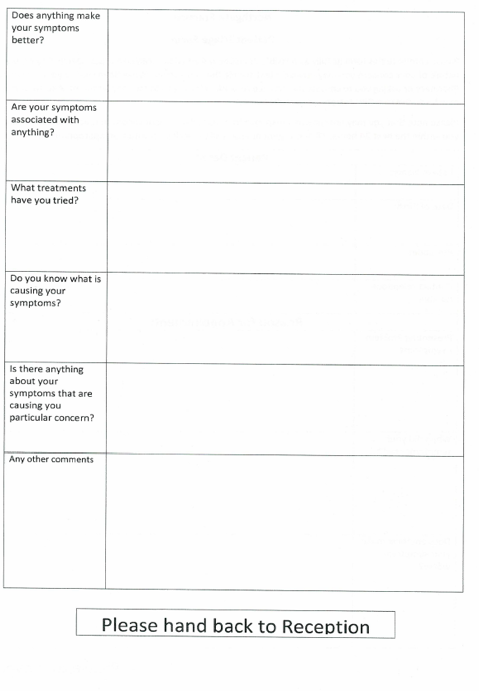 Does anything make
your symptoms
better?
Are your symptoms
associated with
anything?
What treatments
have you tried?
Do you know what is
causing your
symptoms?
Is there anything
about your
symptoms that are
causing you
particular concern?
Any other comments
Please hand back to Reception